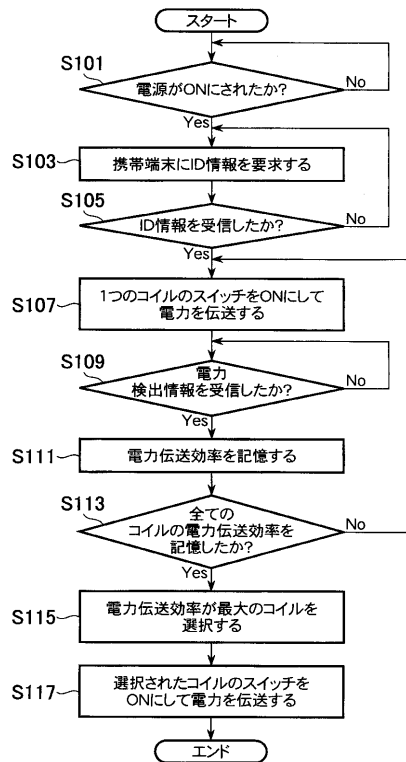 スタート
S101
電源がONにされたか?
No
Yes
S103
携帯端末にID情報を要求する
S105
ID情報を受信したか?
No
Yes
S107
1つのコイルのスイッチをONにして
電力を伝送する
S109
電力
検出情報を受信したか?
No
Yes
S111
電力伝送効率を記憶する
S113
全ての
コイルの電力伝送効率を
記憶したか?
No
Yes
S115
電力伝送効率が最大のコイルを
選択する
S117
選択されたコイルのスイッチを
ONにして電力を伝送する
エンド